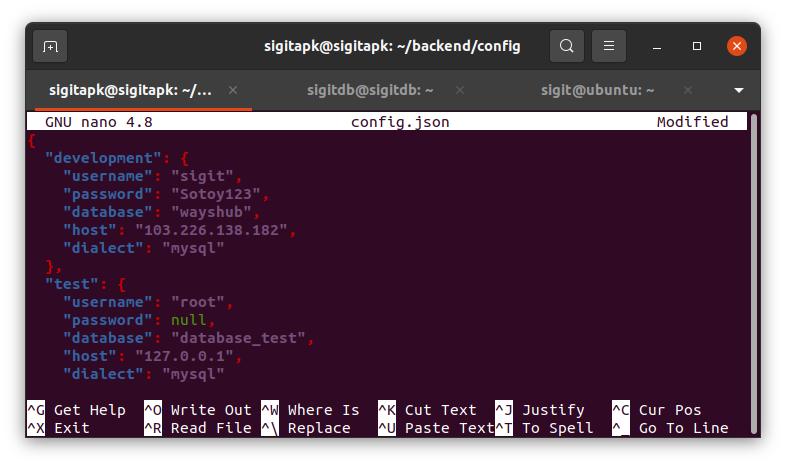 sigitapk@sigitapk: ~/backend/config
sigitapk@sigitapk: ~/... × sigitdb@sigitdb: ~ × sigit@ubuntu: ~ ×
GNU nano 4.8 config.json Modified
{
  "development": {
    "username": "sigit",
    "password": "Sotoy123",
    "database": "wayshub",
    "host": "103.226.138.182",
    "dialect": "mysql"
  },
  "test": {
    "username": "root",
    "password": null,
    "database": "database_test",
    "host": "127.0.0.1",
    "dialect": "mysql"
^G Get Help ^O Write Out ^W Where Is ^K Cut Text ^J Justify ^C Cur Pos
^X Exit ^R Read File ^\ Replace ^U Paste Text ^T To Spell ^_ Go To Line